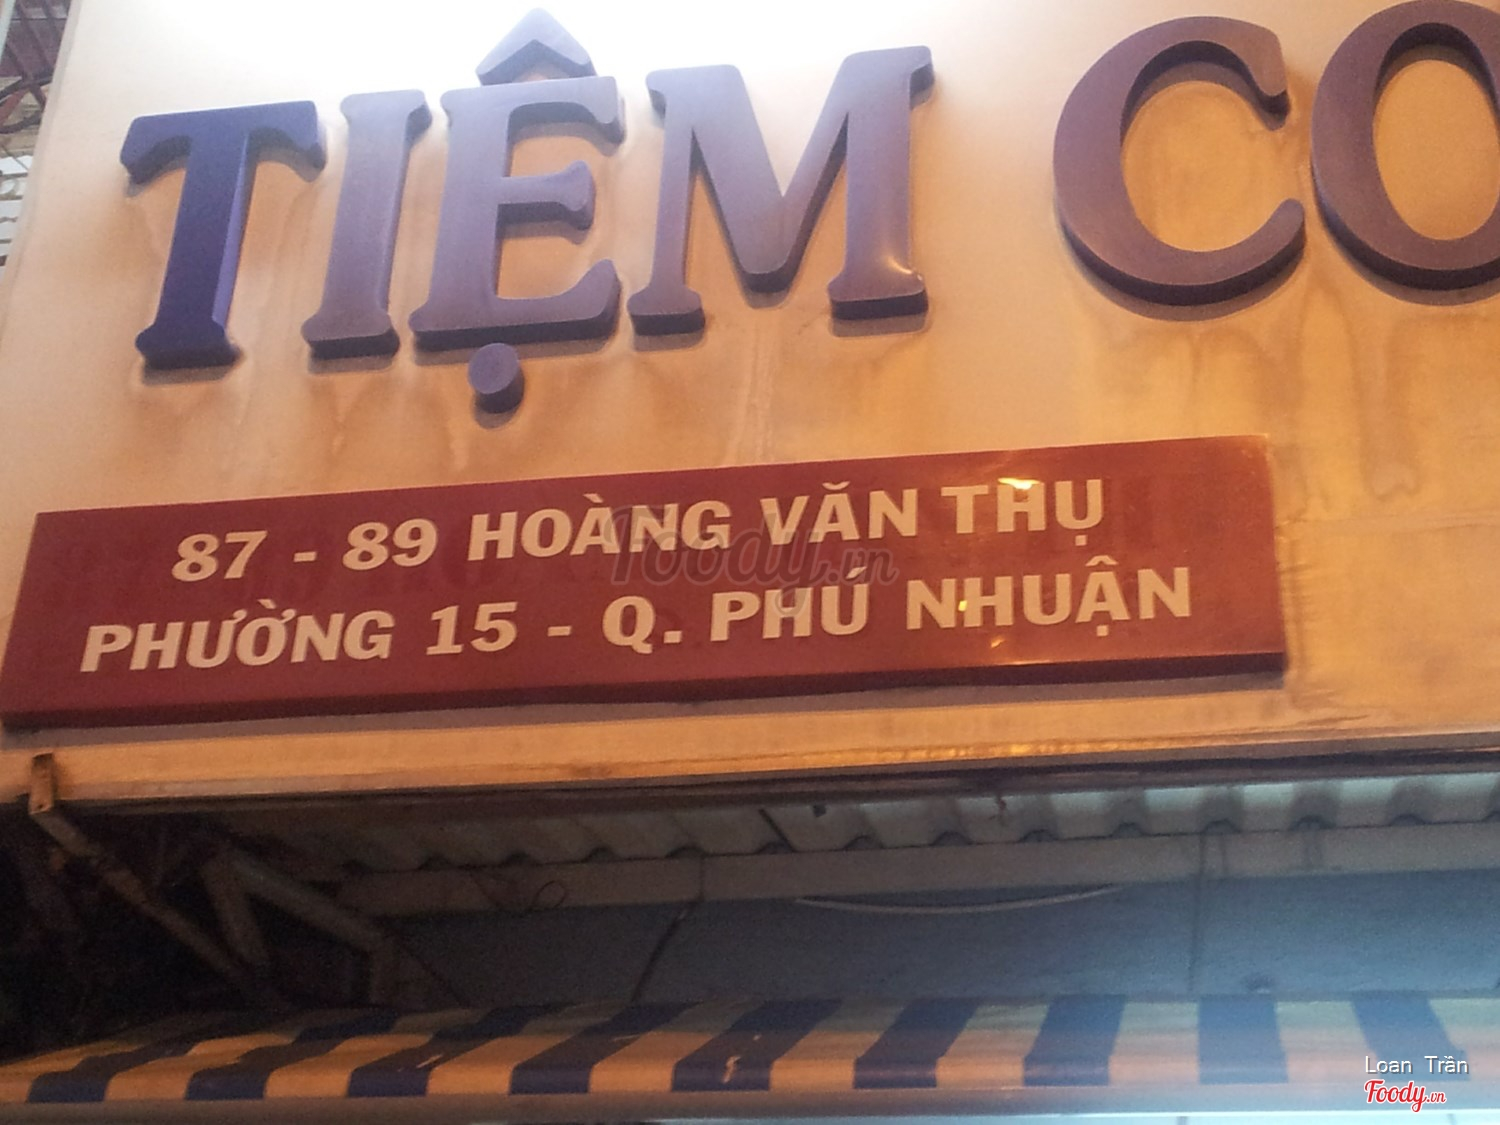 TIỆM CO
87 - 89 HOÀNG VĂN THỤ
PHƯỜNG 15 - Q. PHÚ NHUẬN
Foody.vn
Loan Trần
Foody.vn